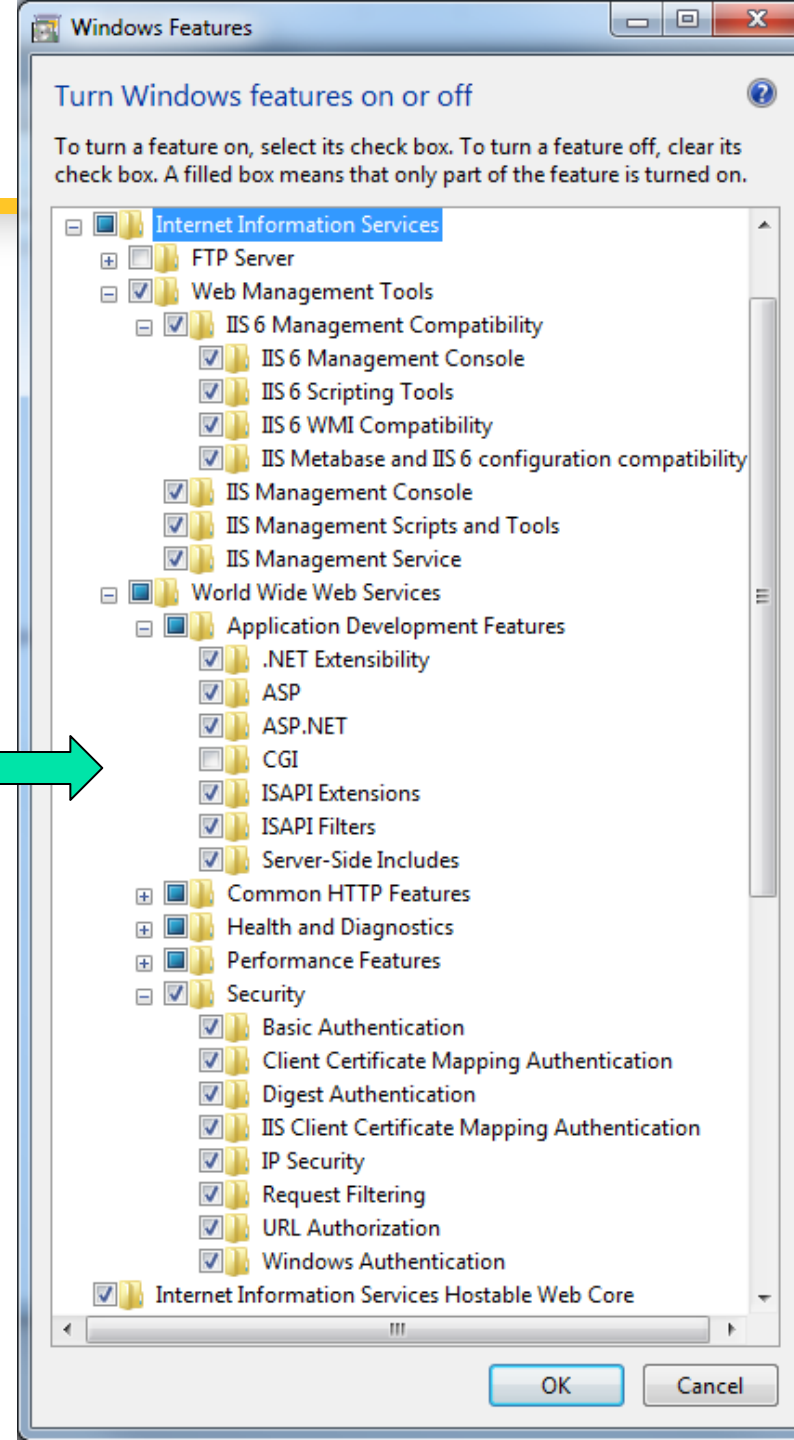 Windows Features
Turn Windows features on or off
To turn a feature on, select its check box. To turn a feature off, clear its
check box. A filled box means that only part of the feature is turned on.
Internet Information Services
FTP Server
Web Management Tools
IIS 6 Management Compatibility
IIS 6 Management Console
IIS 6 Scripting Tools
IIS 6 WMI Compatibility
IIS Metabase and IIS 6 configuration compatibility
IIS Management Console
IIS Management Scripts and Tools
IIS Management Service
World Wide Web Services
Application Development Features
.NET Extensibility
ASP
ASP.NET
CGI
ISAPI Extensions
ISAPI Filters
Server-Side Includes
Common HTTP Features
Health and Diagnostics
Performance Features
Security
Basic Authentication
Client Certificate Mapping Authentication
Digest Authentication
IIS Client Certificate Mapping Authentication
IP Security
Request Filtering
URL Authorization
Windows Authentication
Internet Information Services Hostable Web Core
OK Cancel